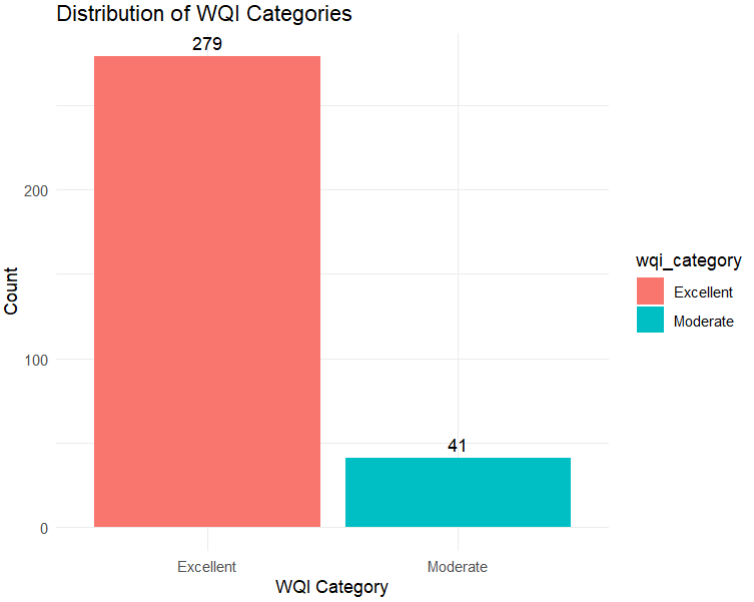 Distribution of WQI Categories
279
200
100
0
41
Count
Excellent
Moderate
WQI Category
wqi_category
Excellent
Moderate